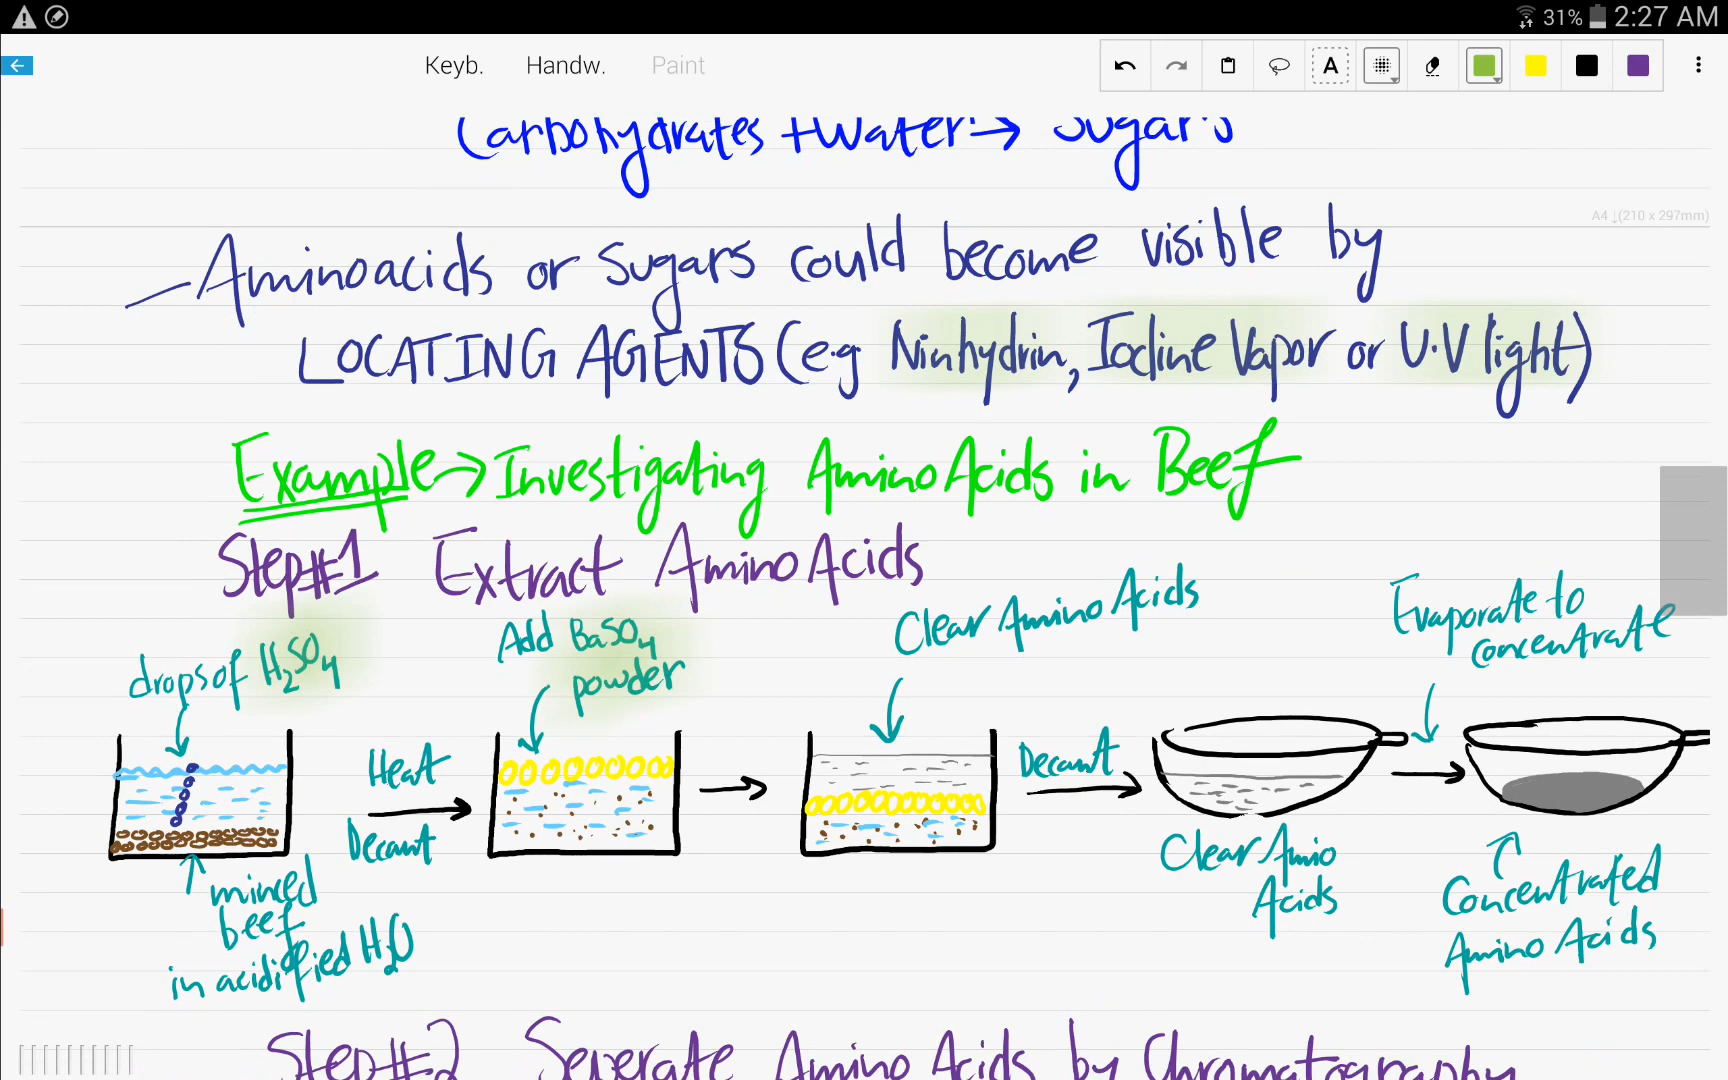 31% 2:27 AM
Keyb. Handw. Paint
A
Carbohydrates + Water → Sugars
A4 ↓(210 x 297mm)
– Aminoacids or sugars could become visible by
LOCATING AGENTS (e.g Ninhydrin, Iodine Vapor or U.V light)
Example → Investigating Amino Acids in Beef
Step#1 Extract Amino Acids
drops of H₂SO₄
Add BaSO₄
powder
Clear Amino Acids
Evaporate to
concentrate
Heat
Decant
Decant
minced
beef
in acidified H₂O
Clear Amio
Acids
Concentrated
Amino Acids
Step#2 Seperate Amino Acids by Chromatography